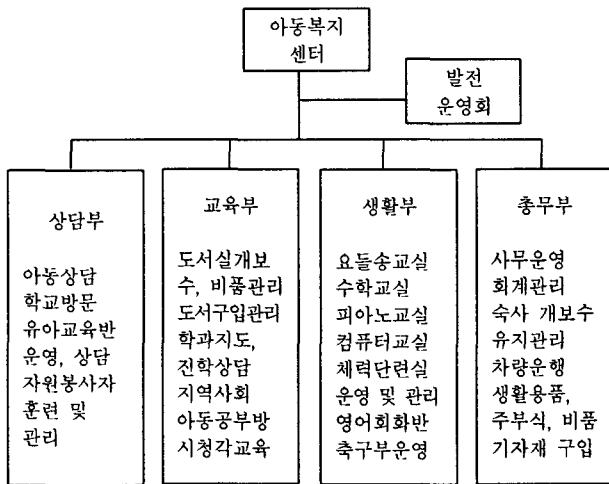 아동복지
센터
발전
운영회
상담부
아동상담
학교방문
유아교육반
운영, 상담
자원봉사자
훈련 및
관리
교육부
도서실개보
수, 비품관리
도서구입관리
학과지도,
진학상담
지역사회
아동공부방
시청각교육
생활부
요들송교실
수학교실
피아노교실
컴퓨터교실
체력단련실
운영 및 관리
영어회화반
축구부운영
총무부
사무운영
회계관리
숙사 개보수
유지관리
차량운행
생활용품,
주부식, 비품
기자재 구입